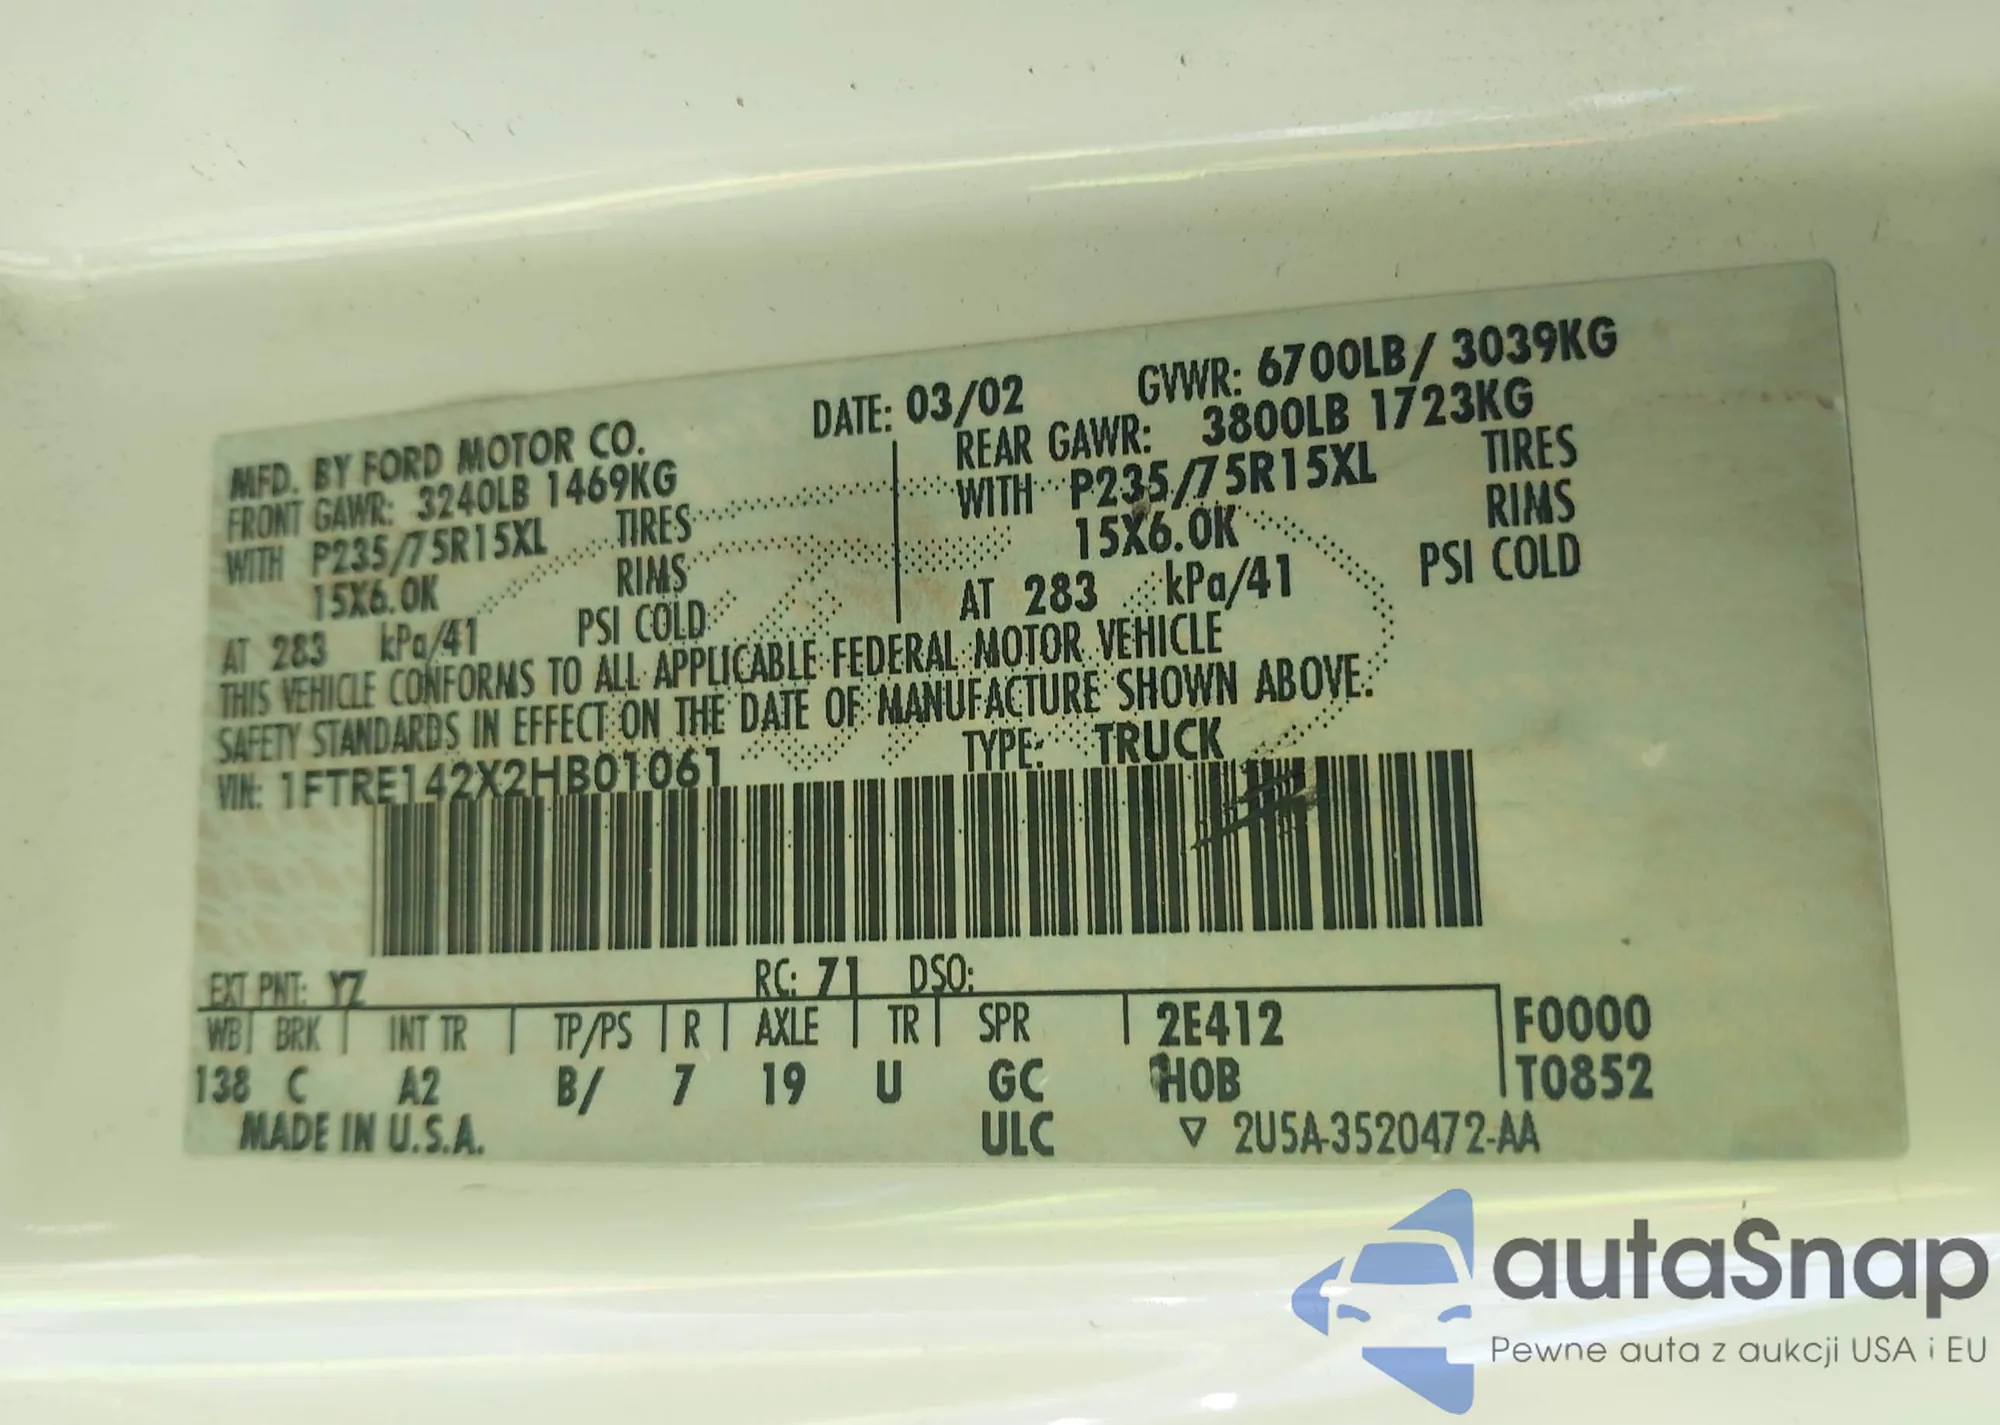 MFD. BY FORD MOTOR CO. DATE: 03/02 GVWR: 6700LB/ 3039KG
FRONT GAWR: 3240LB 1469KG REAR GAWR: 3800LB 1723KG
WITH P235/75R15XL TIRES WITH P235/75R15XL TIRES
15X6.0K RIMS 15X6.0K RIMS
AT 283 kPa/41 PSI COLD AT 283 kPa/41 PSI COLD
THIS VEHICLE CONFORMS TO ALL APPLICABLE FEDERAL MOTOR VEHICLE
SAFETY STANDARDS IN EFFECT ON THE DATE OF MANUFACTURE SHOWN ABOVE.
VIN: 1FTRE142X2HB01061 TYPE: TRUCK
EXT PNT: YZ RC: 71 DSO:
WB BRK INT TR TP/PS R AXLE TR SPR 2E412 F0000
138 C A2 B/ 7 19 U GC H0B T0852
MADE IN U.S.A. ULC ▽ 2U5A-3520472-AA
autaSnap
Pewne auta z aukcji USA i EU